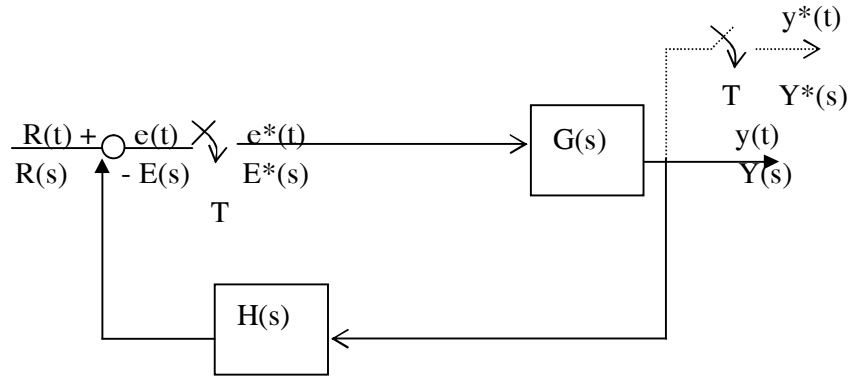 y*(t)
T Y*(s)
R(t) + e(t) e*(t) G(s) y(t)
R(s) - E(s) E*(s) Y(s)
T
H(s)